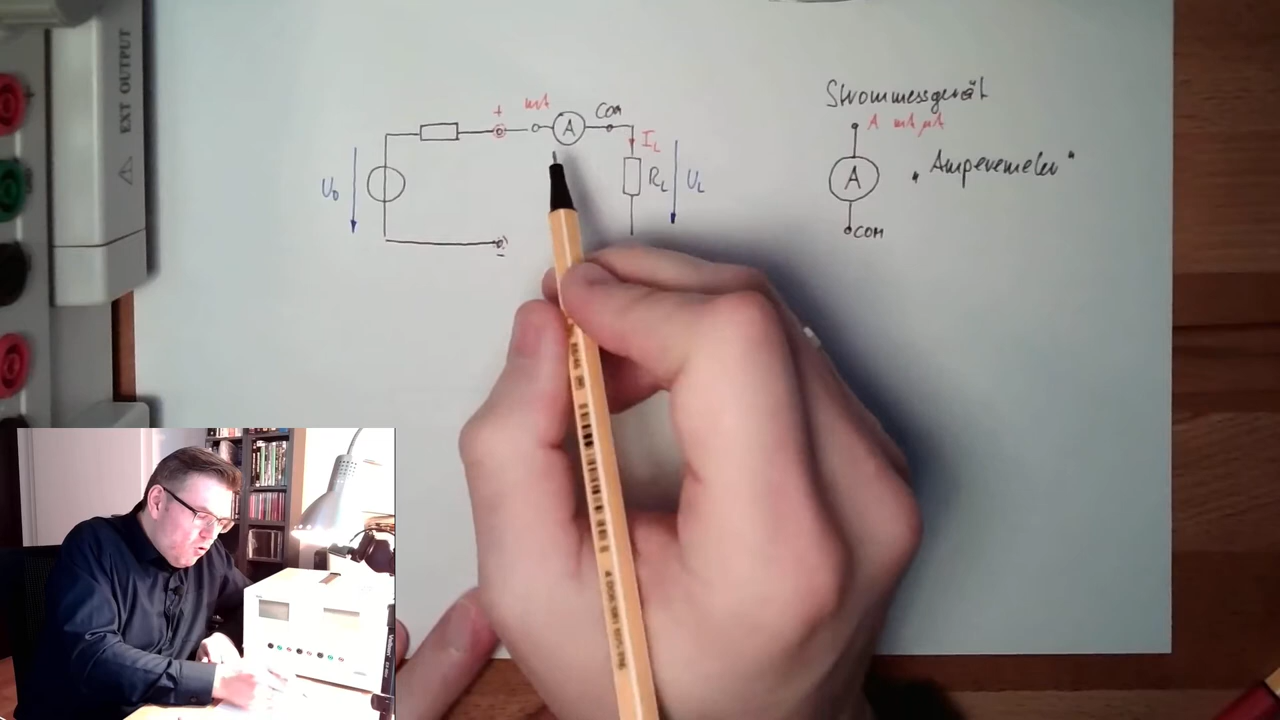 EXT OUTPUT
Strommessgerät
A mA µA
"Amperemeter"
A
COM
+ mA COM
A
I_L
U_0
R_L U_L
-